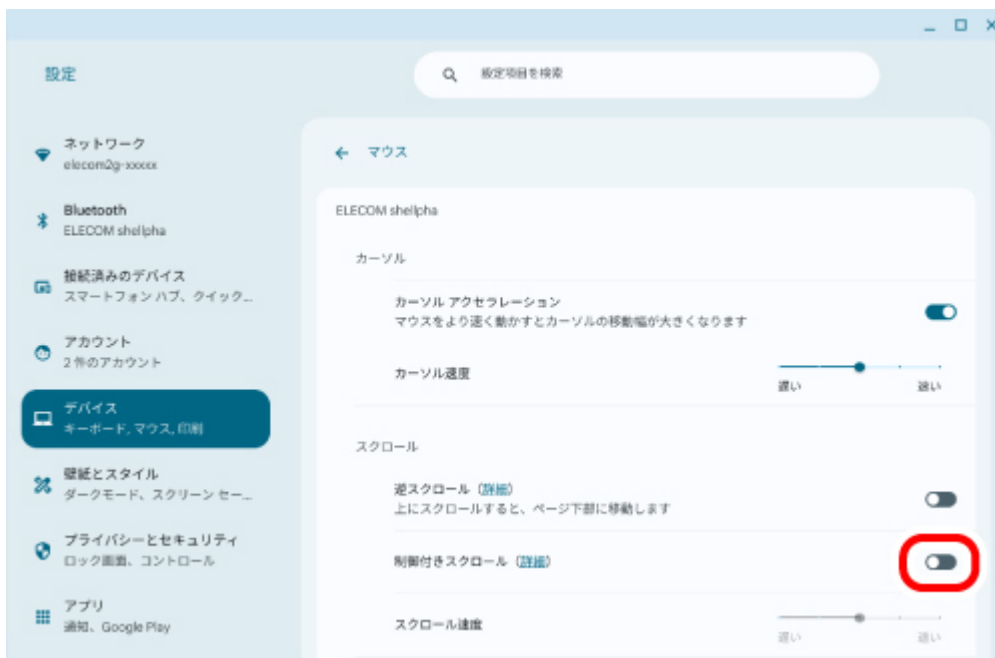 設定
設定項目を検索
ネットワーク
elecom2g-xxxxx
Bluetooth
ELECOM shellpha
接続済みのデバイス
スマートフォン ハブ、クイック...
アカウント
2 件のアカウント
デバイス
キーボード, マウス, 印刷
壁紙とスタイル
ダークモード、スクリーン セー...
プライバシーとセキュリティ
ロック画面、コントロール
アプリ
通知、Google Play
マウス
ELECOM shellpha
カーソル
カーソル アクセラレーション
マウスをより速く動かすとカーソルの移動幅が大きくなります
カーソル速度
遅い 速い
スクロール
逆スクロール（詳細）
上にスクロールすると、ページ下部に移動します
制御付きスクロール（詳細）
スクロール速度
遅い 速い